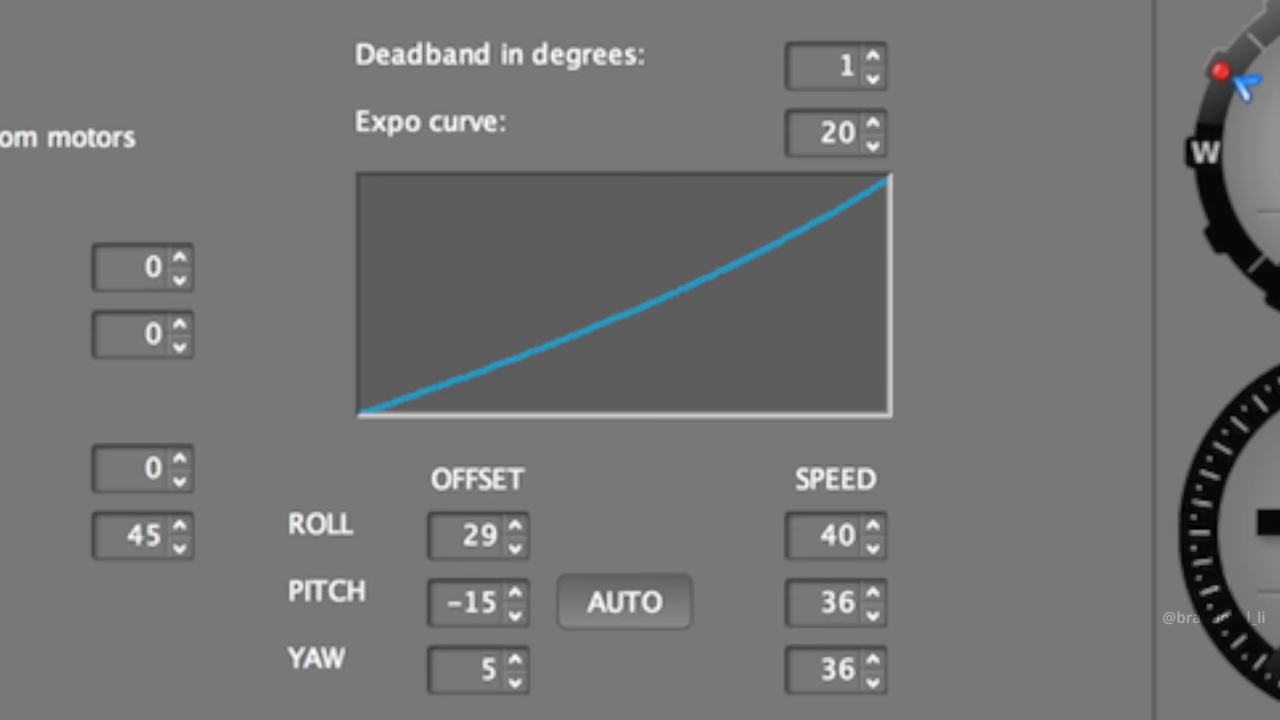 Deadband in degrees: 1
Expo curve: 20
om motors
W
0
0
0
45
OFFSET SPEED
ROLL 29 40
PITCH -15 AUTO 36
YAW 5 36